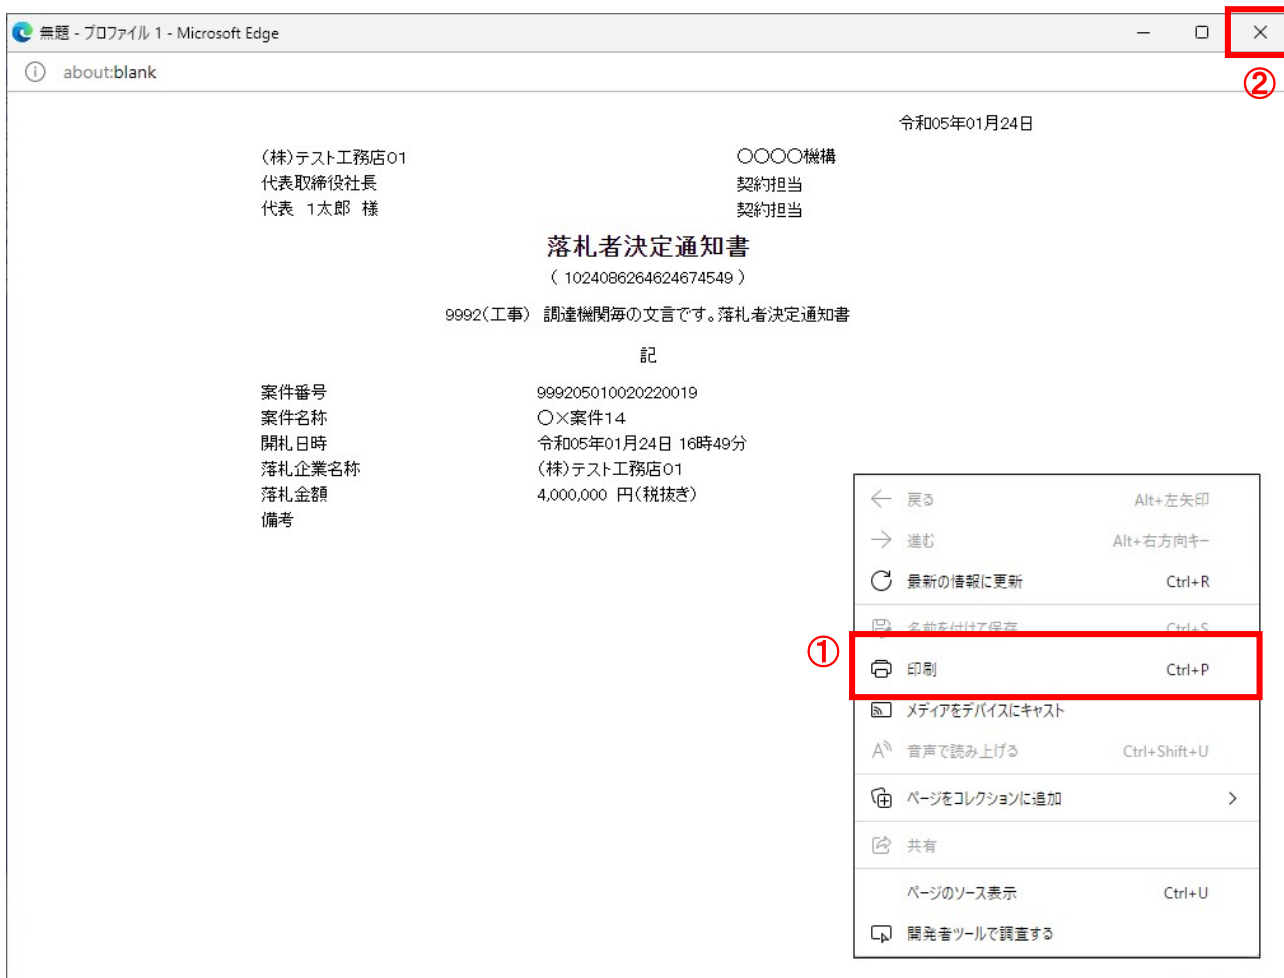 無題 - プロファイル 1 - Microsoft Edge
②
about:blank
令和05年01月24日
(株)テスト工務店01
○○○○機構
代表取締役社長
契約担当
代表 1太郎 様
契約担当
落札者決定通知書
( 1024086264624674549 )
9992(工事) 調達機関毎の文言です。落札者決定通知書
記
案件番号 999205010020220019
案件名称 ○×案件14
開札日時 令和05年01月24日 16時49分
落札企業名称 (株)テスト工務店01
落札金額 4,000,000 円(税抜き)
備考
戻る Alt+左矢印
進む Alt+右方向キー
最新の情報に更新 Ctrl+R
名前を付けて保存 Ctrl+S
①
印刷 Ctrl+P
メディアをデバイスにキャスト
音声で読み上げる Ctrl+Shift+U
ページをコレクションに追加
共有
ページのソース表示 Ctrl+U
開発者ツールで調査する